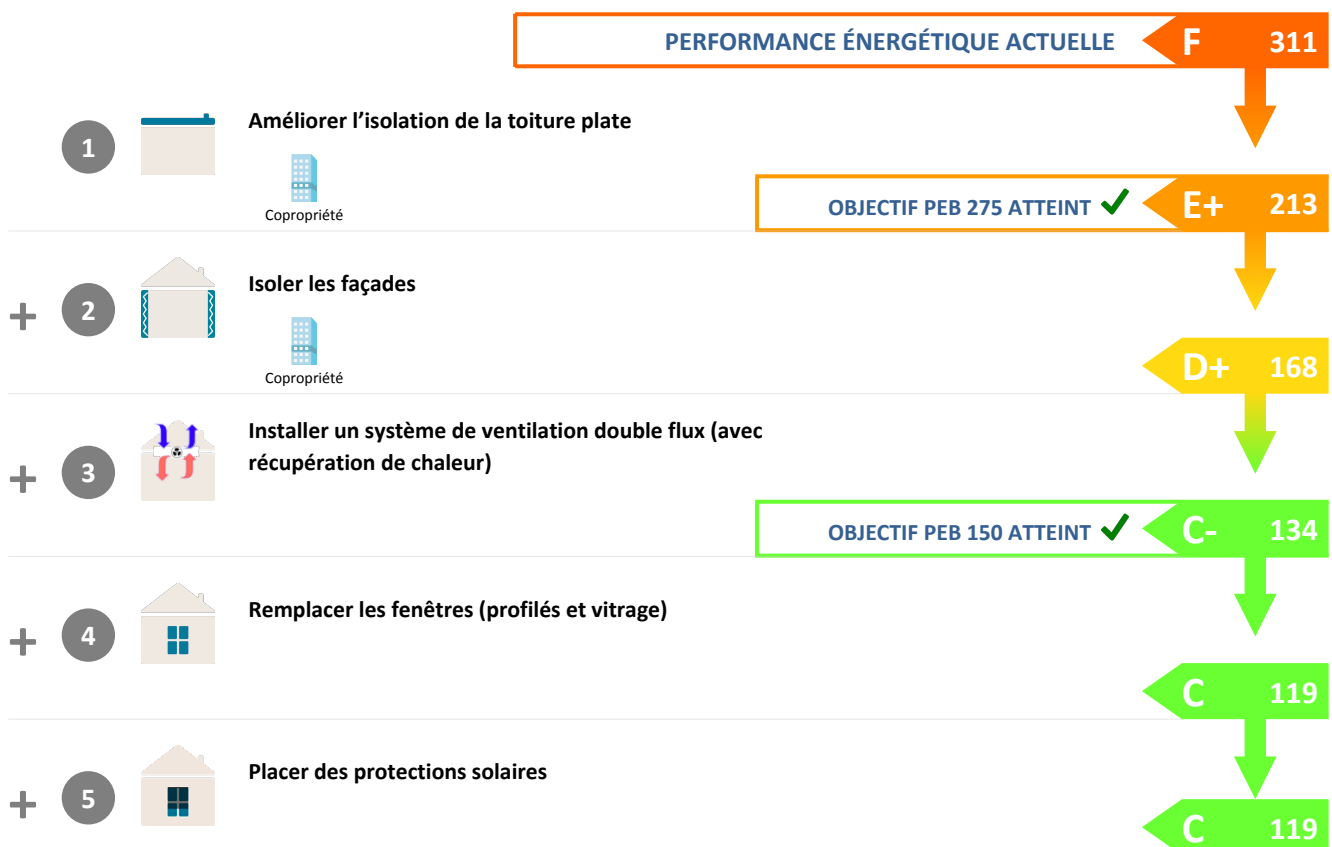 PERFORMANCE ÉNERGÉTIQUE ACTUELLE F 311
1 Améliorer l'isolation de la toiture plate
Copropriété
OBJECTIF PEB 275 ATTEINT ✓ E+ 213
+ 2 Isoler les façades
Copropriété
D+ 168
+ 3 Installer un système de ventilation double flux (avec
récupération de chaleur)
OBJECTIF PEB 150 ATTEINT ✓ C- 134
+ 4 Remplacer les fenêtres (profilés et vitrage)
C 119
+ 5 Placer des protections solaires
C 119